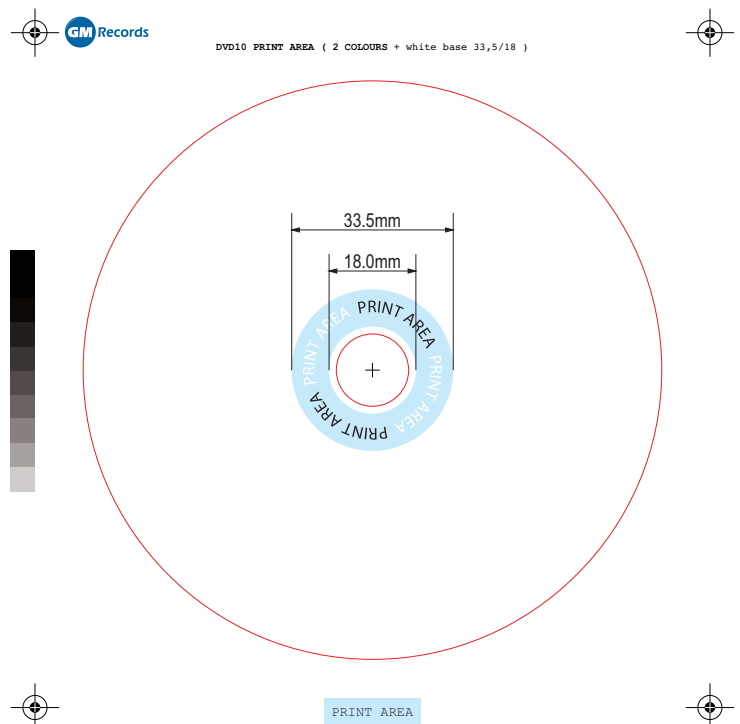 GM Records
DVD10 PRINT AREA ( 2 COLOURS + white base 33,5/18 )
33.5mm
18.0mm
PRINT AREA
PRINT AREA
PRINT AREA
PRINT AREA
PRINT AREA